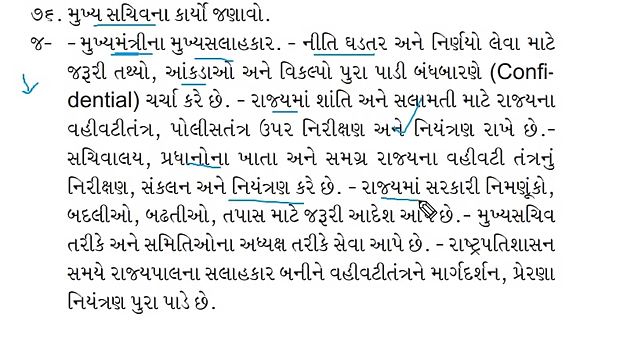 ૭૬. મુખ્ય સચિવના કાર્યો જણાવો.
જ- - મુખ્યમંત્રીના મુખ્યસલાહકાર. - નીતિ ઘડતર અને નિર્ણયો લેવા માટે
જરૂરી તથ્યો, આંકડાઓ અને વિકલ્પો પુરા પાડી બંધબારણે (Confi-
dential) ચર્ચા કરે છે. - રાજ્યમાં શાંતિ અને સલામતી માટે રાજ્યના
વહીવટીતંત્ર, પોલીસતંત્ર ઉપર નિરીક્ષણ અને નિયંત્રણ રાખે છે.-
સચિવાલય, પ્રધાનોના ખાતા અને સમગ્ર રાજ્યના વહીવટી તંત્રનું
નિરીક્ષણ, સંકલન અને નિયંત્રણ કરે છે. - રાજ્યમાં સરકારી નિમણૂંકો,
બદલીઓ, બઢતીઓ, તપાસ માટે જરૂરી આદેશ આપે છે.- મુખ્યસચિવ
તરીકે અને સમિતિઓના અધ્યક્ષ તરીકે સેવા આપે છે. - રાષ્ટ્રપતિશાસન
સમયે રાજ્યપાલના સલાહકાર બનીને વહીવટીતંત્રને માર્ગદર્શન, પ્રેરણા
નિયંત્રણ પુરા પાડે છે.